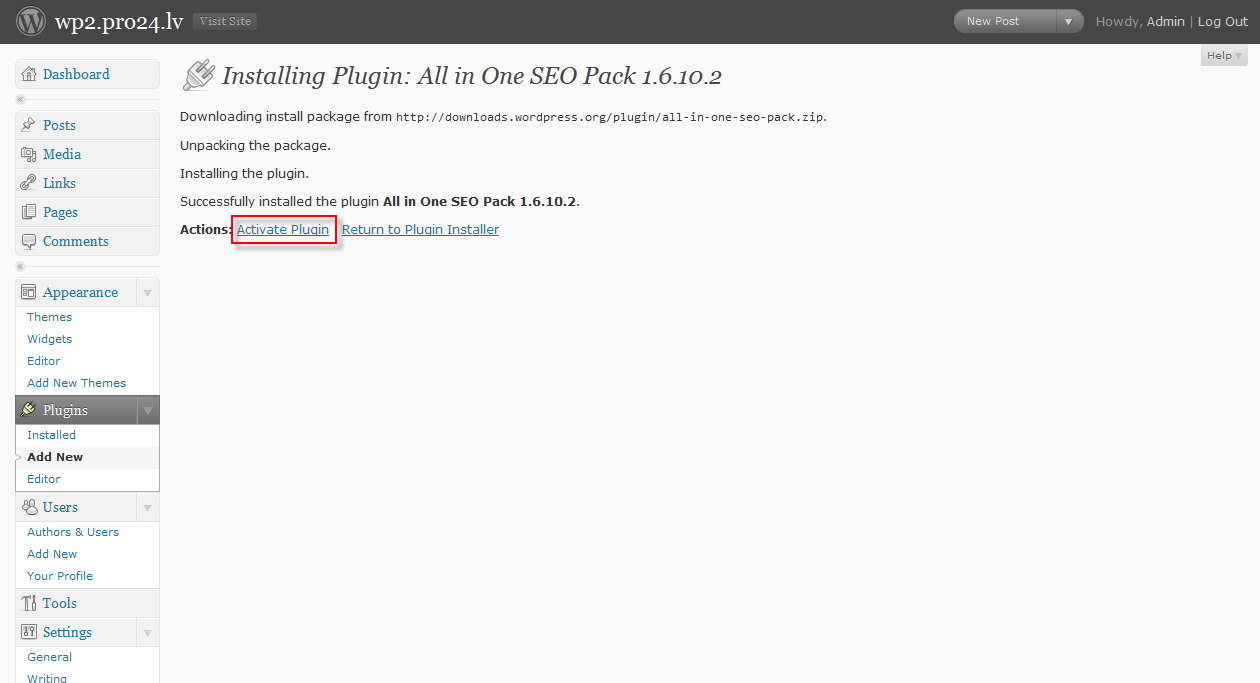 wp2.pro24.lv Visit Site New Post Howdy, Admin | Log Out
Help
Dashboard
Posts
Media
Links
Pages
Comments
Appearance
Themes
Widgets
Editor
Add New Themes
Plugins
Installed
Add New
Editor
Users
Authors & Users
Add New
Your Profile
Tools
Settings
General
Writing
Installing Plugin: All in One SEO Pack 1.6.10.2
Downloading install package from http://downloads.wordpress.org/plugin/all-in-one-seo-pack.zip.
Unpacking the package.
Installing the plugin.
Successfully installed the plugin All in One SEO Pack 1.6.10.2.
Actions: Activate Plugin Return to Plugin Installer